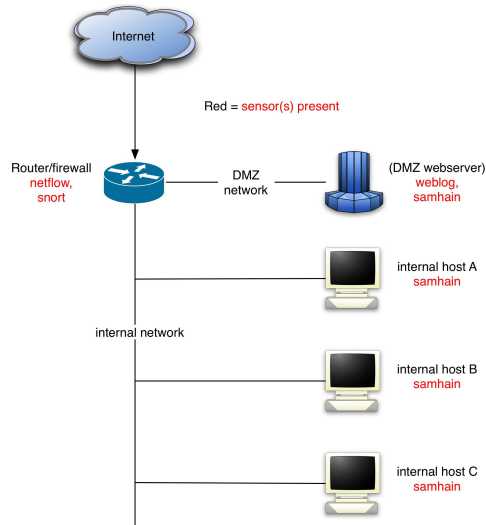 Internet
Red = sensor(s) present
Router/firewall
netflow,
snort
DMZ
network
(DMZ webserver)
weblog,
samhain
internal host A
samhain
internal network
internal host B
samhain
internal host C
samhain